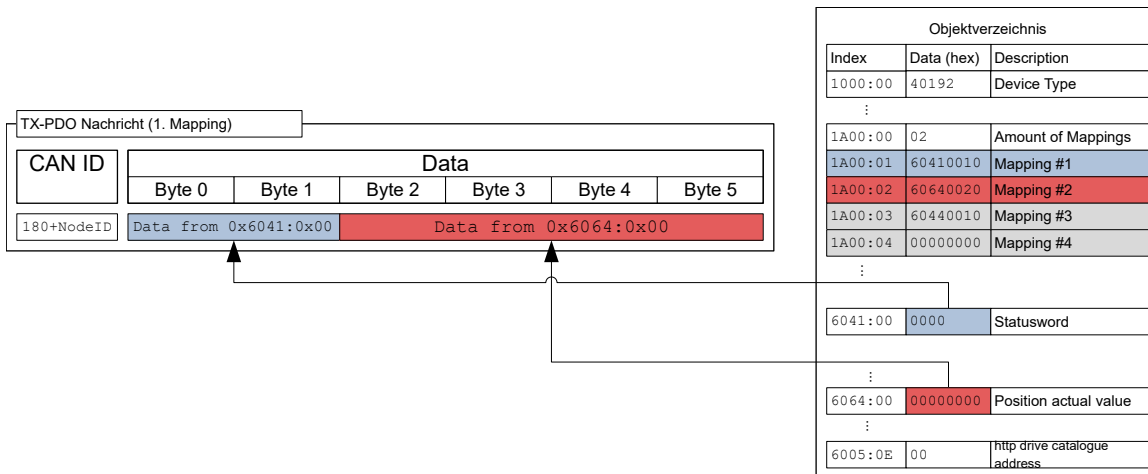 TX-PDO Nachricht (1. Mapping)
CAN ID Data
Byte 0 Byte 1 Byte 2 Byte 3 Byte 4 Byte 5
180+NodeID Data from 0x6041:0x00 Data from 0x6064:0x00
Objektverzeichnis
Index Data (hex) Description
1000:00 40192 Device Type
⋮
1A00:00 02 Amount of Mappings
1A00:01 60410010 Mapping #1
1A00:02 60640020 Mapping #2
1A00:03 60440010 Mapping #3
1A00:04 00000000 Mapping #4
⋮
6041:00 0000 Statusword
⋮
6064:00 00000000 Position actual value
⋮
6005:0E 00 http drive catalogue
address